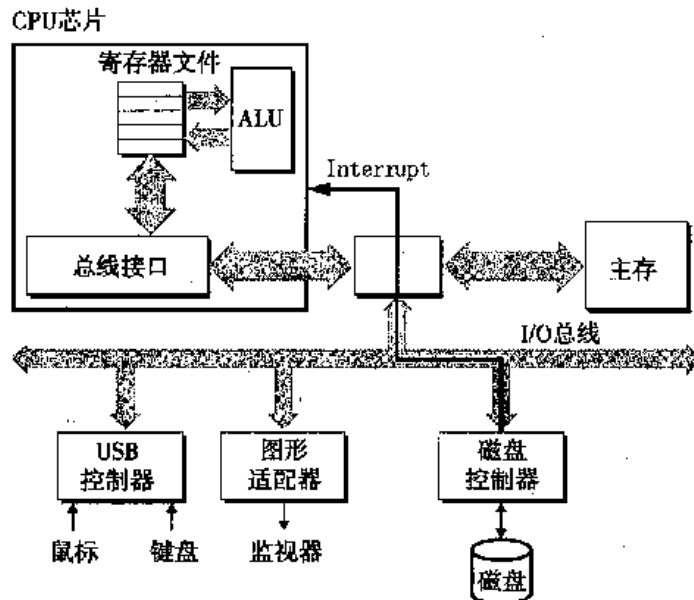 CPU芯片
寄存器文件
ALU
Interrupt
总线接口
主存
I/O总线
USB
控制器
图形
适配器
磁盘
控制器
鼠标
键盘
监视器
磁盘